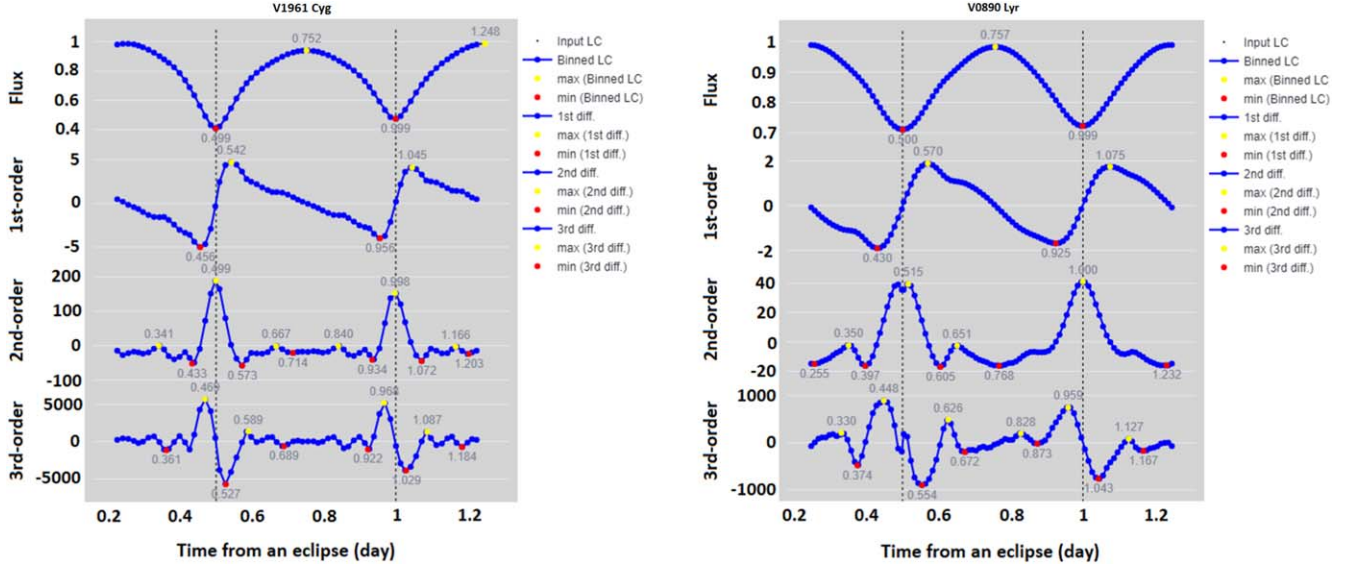 V1961 Cyg
Flux
1
0.8
0.6
0.4
0.752
1.248
0.499
0.999
1st-order
5
0
-5
0.542
1.045
0.456
0.956
2nd-order
200
100
0
-100
0.499
0.998
0.341
0.667
0.840
1.166
0.433
0.573
0.714
0.934
1.072
1.203
3rd-order
5000
0
-5000
0.469
0.968
0.589
1.087
0.361
0.689
0.922
1.184
0.527
1.029
0.2 0.4 0.6 0.8 1 1.2
Time from an eclipse (day)
Input LC
Binned LC
max (Binned LC
min (Binned LC)
1st diff.
max (1st diff.)
min (1st diff.)
2nd diff.
max (2nd diff.)
min (2nd diff.)
3rd diff.
max (3rd diff.)
min (3rd diff.)
V0890 Lyr
Flux
1
0.9
0.8
0.7
0.757
0.500
0.999
1st-order
2
0
-2
0.570
1.075
0.430
0.925
2nd-order
40
20
0
-20
0.515
1.000
0.350
0.651
0.255
0.397
0.605
0.768
1.232
3rd-order
1000
0
-1000
0.448
0.959
0.330
0.626
0.828
1.127
0.374
0.672
0.873
1.167
0.554
1.043
0.2 0.4 0.6 0.8 1 1.2
Time from an eclipse (day)
Input LC
Binned LC
max (Binned LC
min (Binned LC)
1st diff.
max (1st diff.)
min (1st diff.)
2nd diff.
max (2nd diff.)
min (2nd diff.)
3rd diff.
max (3rd diff.)
min (3rd diff.)